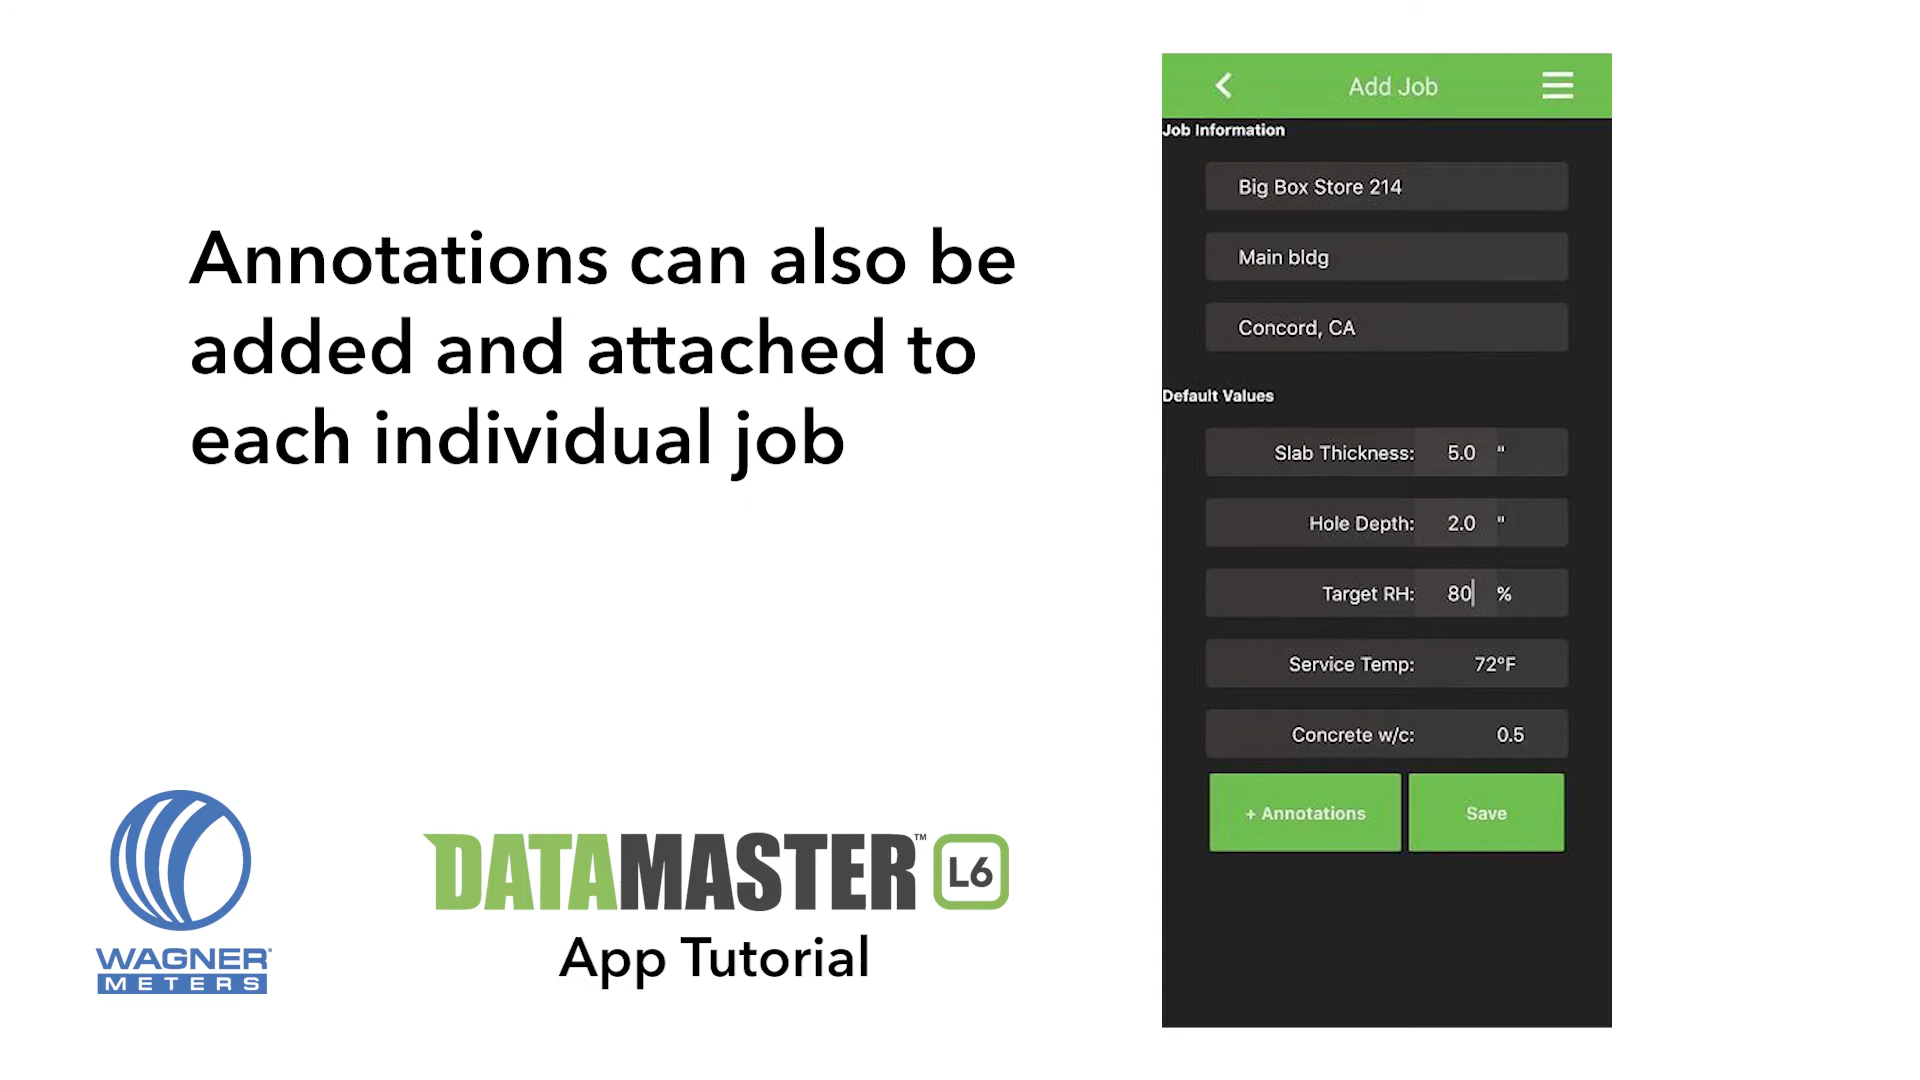 Annotations can also be
added and attached to
each individual job
WAGNER
METERS
DATAMASTER™ L6
App Tutorial
Add Job
Job Information
Big Box Store 214
Main bldg
Concord, CA
Default Values
Slab Thickness: 5.0 "
Hole Depth: 2.0 "
Target RH: 80 %
Service Temp: 72°F
Concrete w/c: 0.5
+ Annotations Save